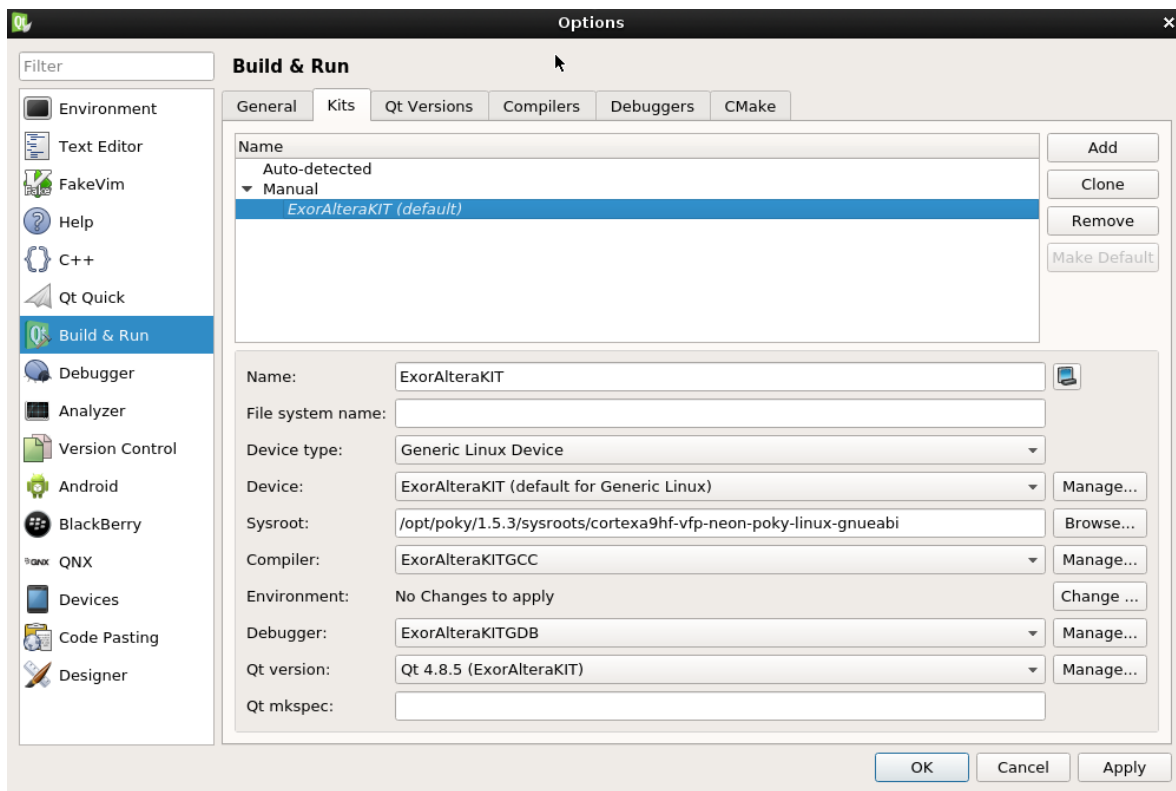 Options
Filter
Environment
Text Editor
FakeVim
Help
C++
Qt Quick
Build & Run
Debugger
Analyzer
Version Control
Android
BlackBerry
QNX
Devices
Code Pasting
Designer
Build & Run
General Kits Qt Versions Compilers Debuggers CMake
Name
Auto-detected
Manual
ExorAlteraKIT (default)
Add
Clone
Remove
Make Default
Name: ExorAlteraKIT
File system name:
Device type: Generic Linux Device
Device: ExorAlteraKIT (default for Generic Linux) Manage...
Sysroot: /opt/poky/1.5.3/sysroots/cortexa9hf-vfp-neon-poky-linux-gnueabi Browse...
Compiler: ExorAlteraKITGCC Manage...
Environment: No Changes to apply Change ...
Debugger: ExorAlteraKITGDB Manage...
Qt version: Qt 4.8.5 (ExorAlteraKIT) Manage...
Qt mkspec:
OK Cancel Apply